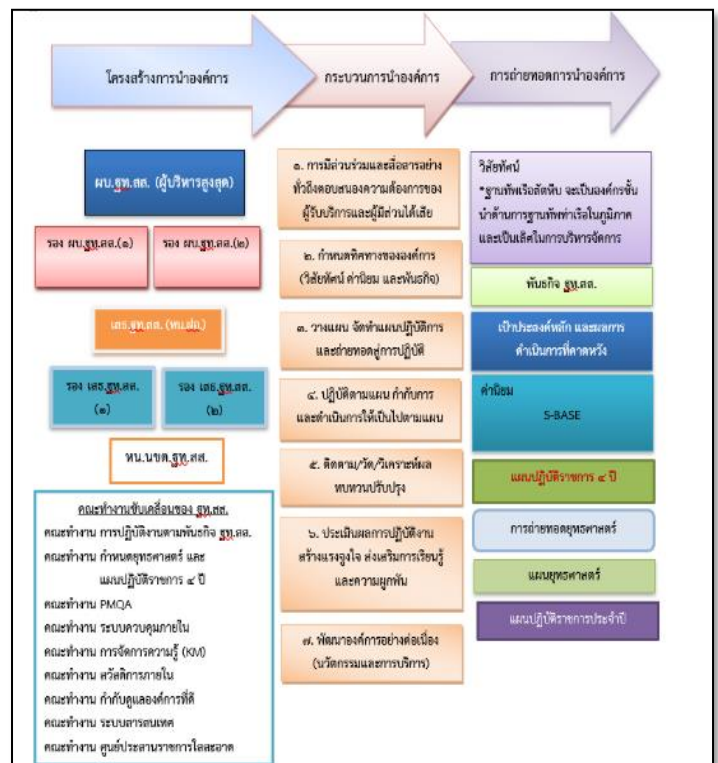 โครงสร้างการนำองค์การ
กระบวนการนำองค์การ
การถ่ายทอดการนำองค์การ
ผบ.ฐท.สส. (ผู้บริหารสูงสุด)
รอง ผบ.ฐท.สส.(๑)
รอง ผบ.ฐท.สส.(๒)
เสธ.ฐท.สส. (หน.ฝก.)
รอง เสธ.ฐท.สส.
(๑)
รอง เสธ.ฐท.สส.
(๒)
หน.นขต.ฐท.สส.
คณะทำงานขับเคลื่อนของ ฐท.สส.
คณะทำงาน การปฏิบัติงานตามพันธกิจ ฐท.สส.
คณะทำงาน กำหนดยุทธศาสตร์ และ
แผนปฏิบัติราชการ ๔ ปี
คณะทำงาน PMQA
คณะทำงาน ระบบควบคุมภายใน
คณะทำงาน การจัดการความรู้ (KM)
คณะทำงาน สวัสดิการภายใน
คณะทำงาน กำกับดูแลองค์การที่ดี
คณะทำงาน ระบบสารสนเทศ
คณะทำงาน ศูนย์ประสานราชการใสสะอาด
๑. การมีส่วนร่วมและสื่อสารอย่าง
ทั่วถึงตอบสนองความต้องการของ
ผู้รับบริการและผู้มีส่วนได้เสีย
๒. กำหนดทิศทางขององค์การ
(วิสัยทัศน์ ค่านิยม และพันธกิจ)
๓. วางแผน จัดทำแผนปฏิบัติการ
และถ่ายทอดสู่การปฏิบัติ
๔. ปฏิบัติตามแผน กำกับการ
และดำเนินการให้เป็นไปตามแผน
๕. ติดตาม/วัด/วิเคราะห์ผล
ทบทวนปรับปรุง
๖. ประเมินผลการปฏิบัติงาน
สร้างแรงจูงใจ ส่งเสริมการเรียนรู้
และความผูกพัน
๗. พัฒนาองค์การอย่างต่อเนื่อง
(นวัตกรรมและการบริการ)
วิสัยทัศน์
"ฐานทัพเรือสัตหีบ จะเป็นองค์กรชั้น
นำด้านการฐานทัพท่าเรือในภูมิภาค
และเป็นเลิศในการบริหารจัดการ
พันธกิจ ฐท.สส.
เป้าประสงค์หลัก และผลการ
ดำเนินการที่คาดหวัง
ค่านิยม
S-BASE
แผนปฏิบัติราชการ ๔ ปี
การถ่ายทอดยุทธศาสตร์
แผนยุทธศาสตร์
แผนปฏิบัติราชการประจำปี